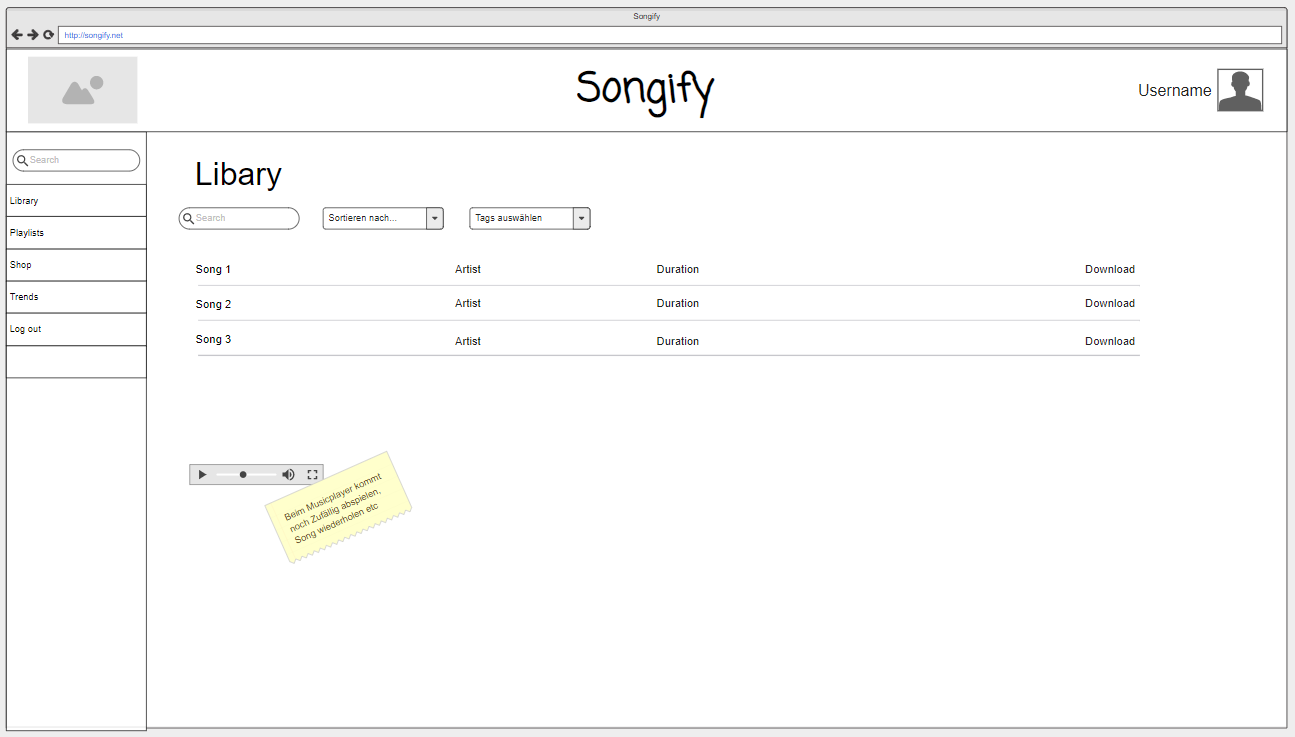 Songify
http://songify.net
Songify
Username
Search
Library
Playlists
Shop
Trends
Log out
Libary
Search
Sortieren nach...
Tags auswählen
Song 1 Artist Duration Download
Song 2 Artist Duration Download
Song 3 Artist Duration Download
Beim Musicplayer kommt
noch Zufällig abspielen,
Song wiederholen etc